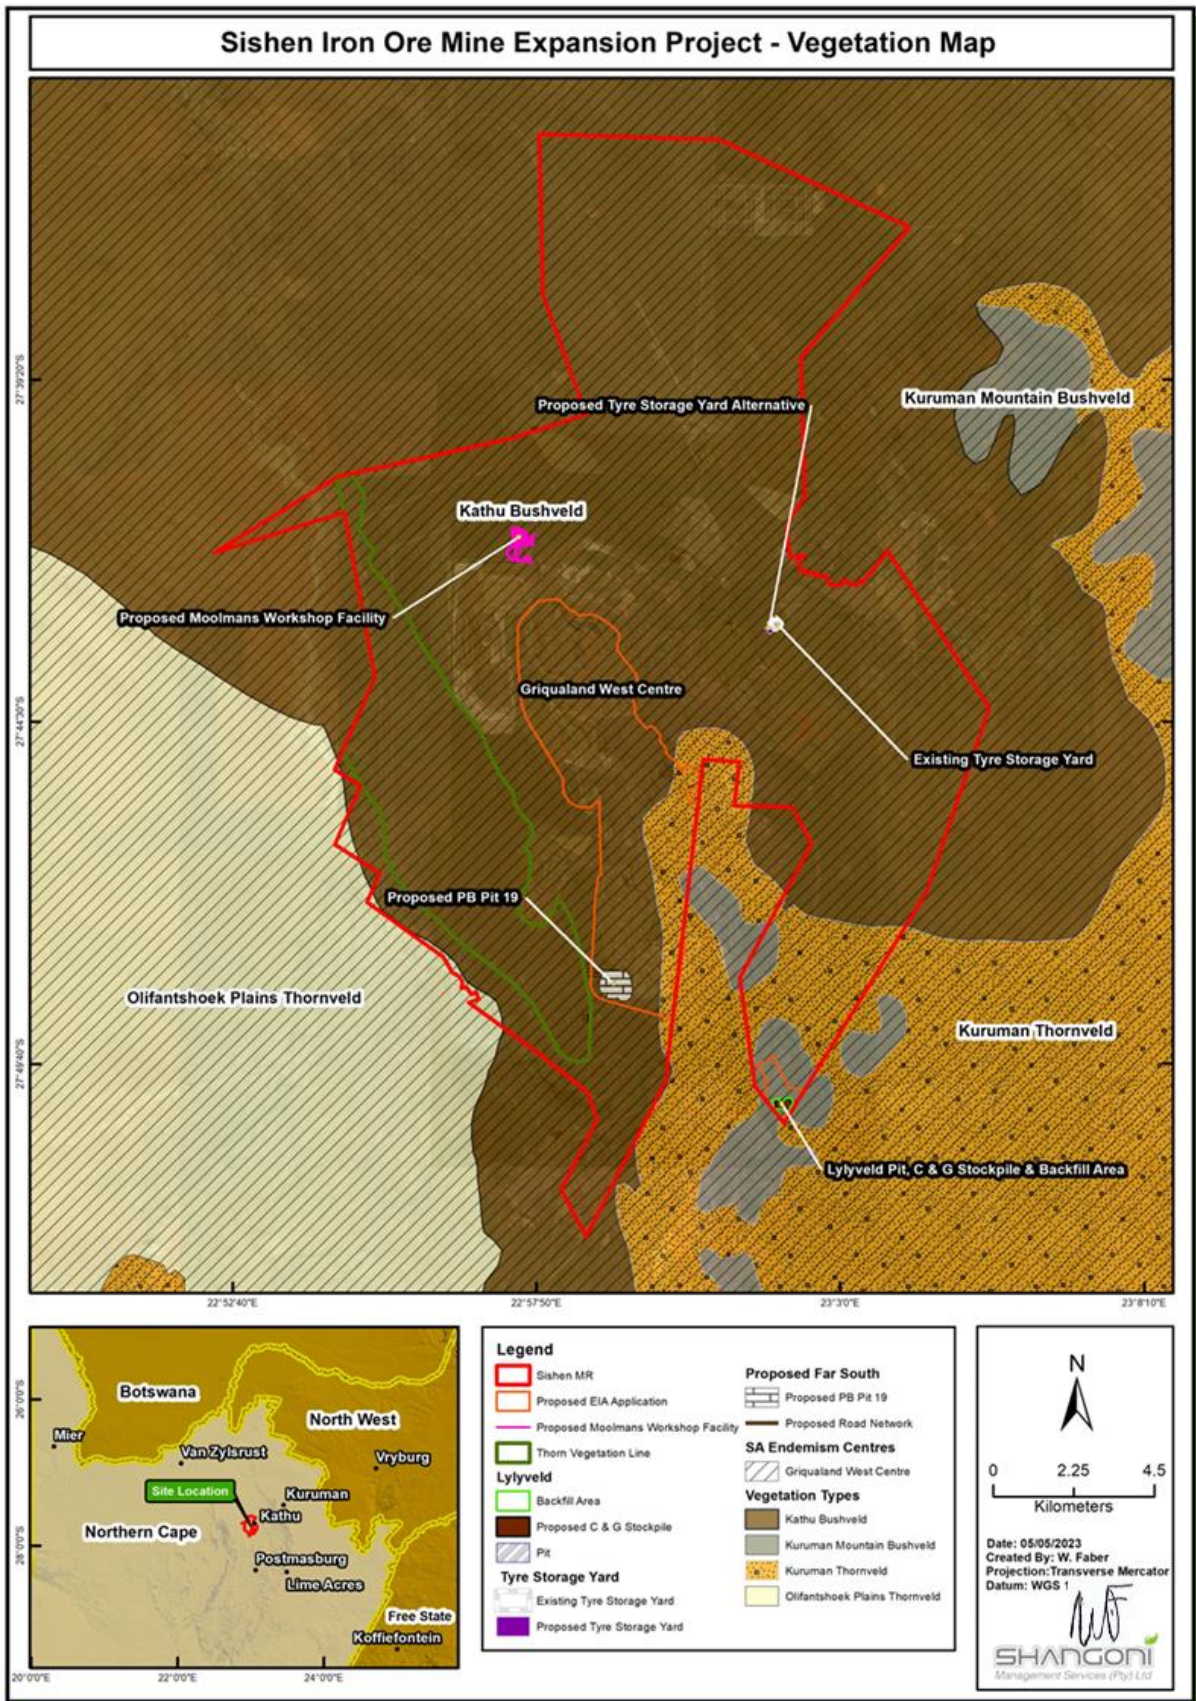 Sishen Iron Ore Mine Expansion Project - Vegetation Map
27°39'20"S
Proposed Tyre Storage Yard Alternative
Kuruman Mountain Bushveld
Kathu Bushveld
Proposed Moolmans Workshop Facility
Griqualand West Centre
27°44'30"S
Existing Tyre Storage Yard
Proposed PB Pit 19
Olifantshoek Plains Thornveld
Kuruman Thornveld
27°49'40"S
Lylyveld Pit, C & G Stockpile & Backfill Area
22°52'40"E
22°57'50"E
23°3'0"E
23°8'10"E
Botswana
North West
26°0'0"S
Mier
Van Zylsrust
Vryburg
Site Location
Kuruman
Kathu
Northern Cape
28°0'0"S
Postmasburg
Lime Acres
Free State
Koffiefontein
20°0'0"E
22°0'0"E
24°0'0"E
Legend
Sishen MR
Proposed EIA Application
Proposed Moolmans Workshop Facility
Thorn Vegetation Line
Lylyveld
Backfill Area
Proposed C & G Stockpile
Pit
Tyre Storage Yard
Existing Tyre Storage Yard
Proposed Tyre Storage Yard
Proposed Far South
Proposed PB Pit 19
Proposed Road Network
SA Endemism Centres
Griqualand West Centre
Vegetation Types
Kathu Bushveld
Kuruman Mountain Bushveld
Kuruman Thornveld
Olifantshoek Plains Thornveld
N
0 2.25 4.5
Kilometers
Date: 05/05/2023
Created By: W. Faber
Projection:Transverse Mercator
Datum: WGS
SHANGONI
Management Services (Pty) Ltd